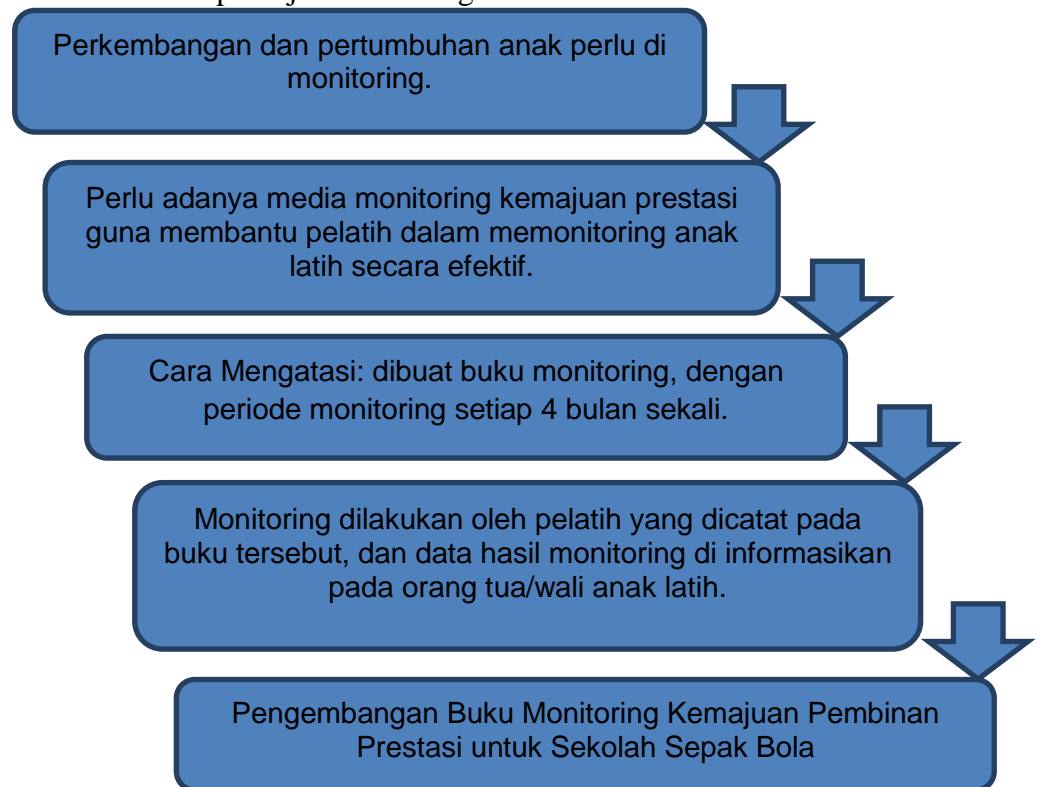 Perkembangan dan pertumbuhan anak perlu di
monitoring.
Perlu adanya media monitoring kemajuan prestasi
guna membantu pelatih dalam memonitoring anak
latih secara efektif.
Cara Mengatasi: dibuat buku monitoring, dengan
periode monitoring setiap 4 bulan sekali.
Monitoring dilakukan oleh pelatih yang dicatat pada
buku tersebut, dan data hasil monitoring di informasikan
pada orang tua/wali anak latih.
Pengembangan Buku Monitoring Kemajuan Pembinan
Prestasi untuk Sekolah Sepak Bola